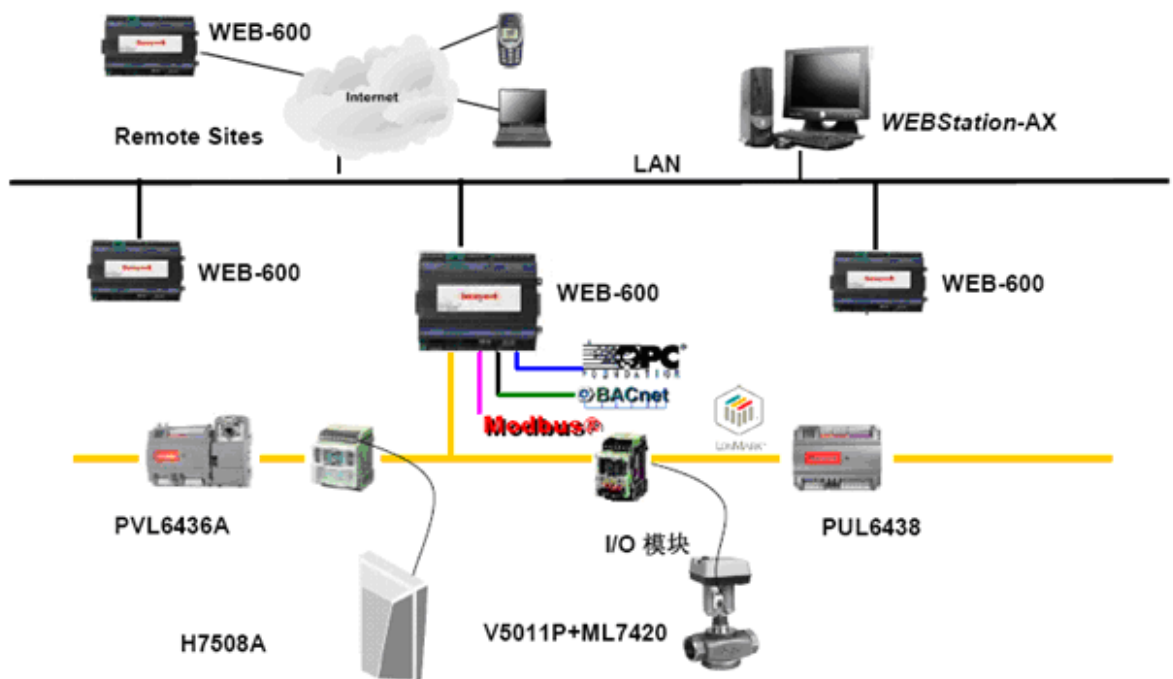 WEB-600
Internet
Remote Sites
WEBStation-AX
LAN
WEB-600
WEB-600
WEB-600
OPC
FOUNDATION
BACnet
Modbus®
LONMARK
PVL6436A
I/O 模块
PUL6438
H7508A
V5011P+ML7420